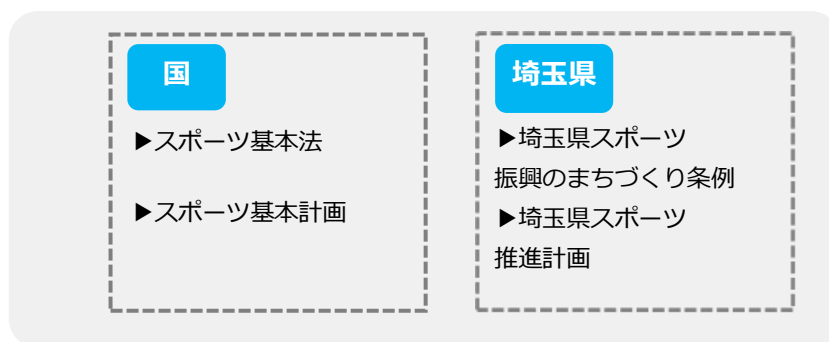 国
▶スポーツ基本法
▶スポーツ基本計画
埼玉県
▶埼玉県スポーツ
振興のまちづくり条例
▶埼玉県スポーツ
推進計画